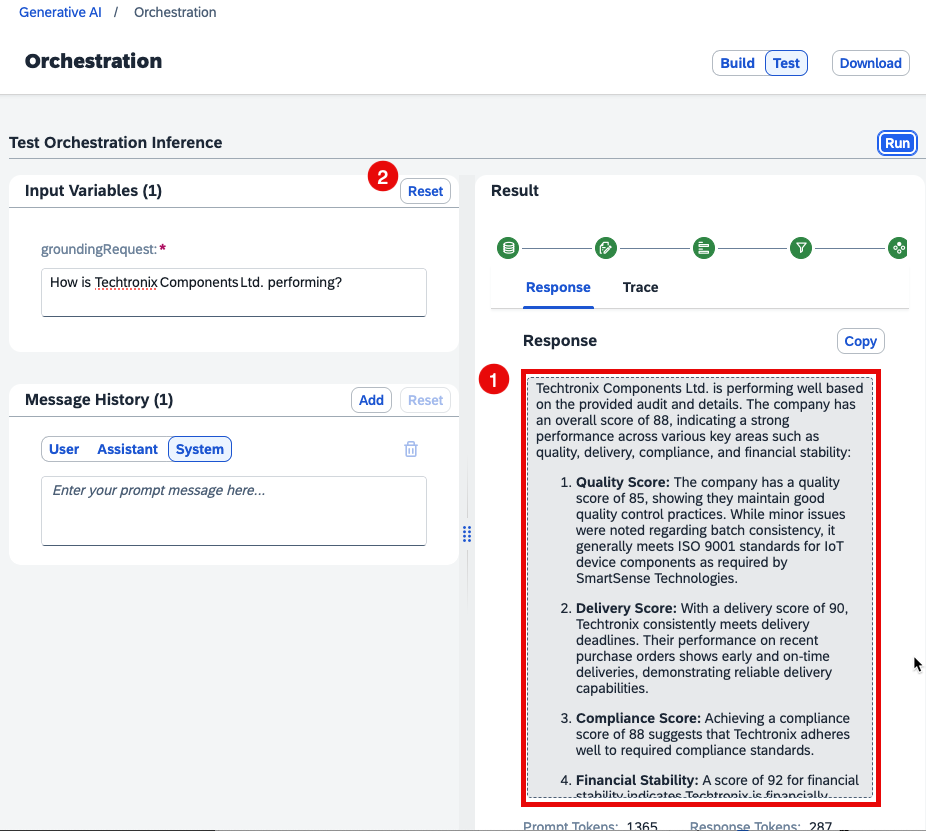 Generative AI / Orchestration
Orchestration
Build Test Download
Test Orchestration Inference
Run
Input Variables (1)
2
Reset
groundingRequest: *
How is Techtronix Components Ltd. performing?
Message History (1)
Add Reset
User Assistant System
Enter your prompt message here...
Result
Response Trace
Response
Copy
1
Techtronix Components Ltd. is performing well based
on the provided audit and details. The company has
an overall score of 88, indicating a strong
performance across various key areas such as
quality, delivery, compliance, and financial stability:
1. Quality Score: The company has a quality
score of 85, showing they maintain good
quality control practices. While minor issues
were noted regarding batch consistency, it
generally meets ISO 9001 standards for IoT
device components as required by
SmartSense Technologies.
2. Delivery Score: With a delivery score of 90,
Techtronix consistently meets delivery
deadlines. Their performance on recent
purchase orders shows early and on-time
deliveries, demonstrating reliable delivery
capabilities.
3. Compliance Score: Achieving a compliance
score of 88 suggests that Techtronix adheres
well to required compliance standards.
4. Financial Stability: A score of 92 for financial
stability indicates Techtronix is financially
Prompt Tokens: 1365 Response Tokens: 287